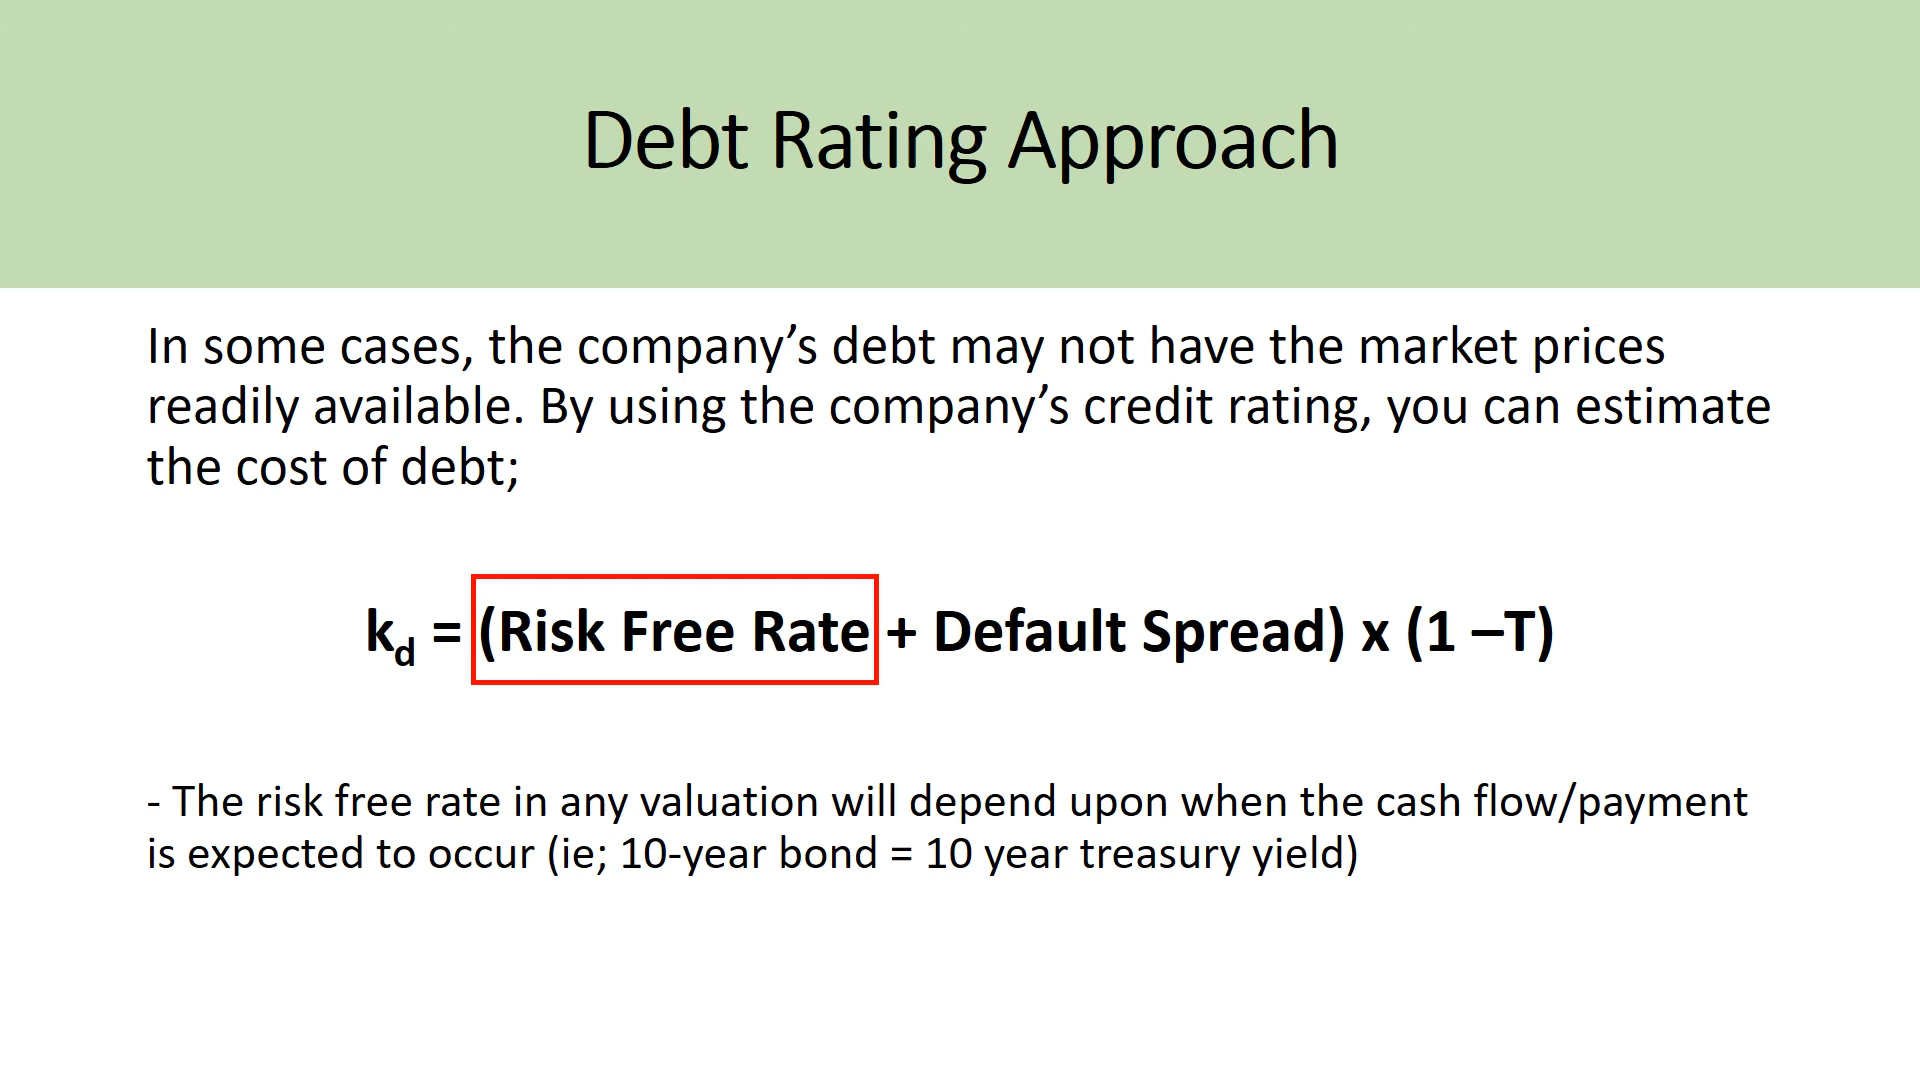 Debt Rating Approach
In some cases, the company’s debt may not have the market prices
readily available. By using the company’s credit rating, you can estimate
the cost of debt;
kd = (Risk Free Rate + Default Spread) x (1 –T)
- The risk free rate in any valuation will depend upon when the cash flow/payment
is expected to occur (ie; 10-year bond = 10 year treasury yield)